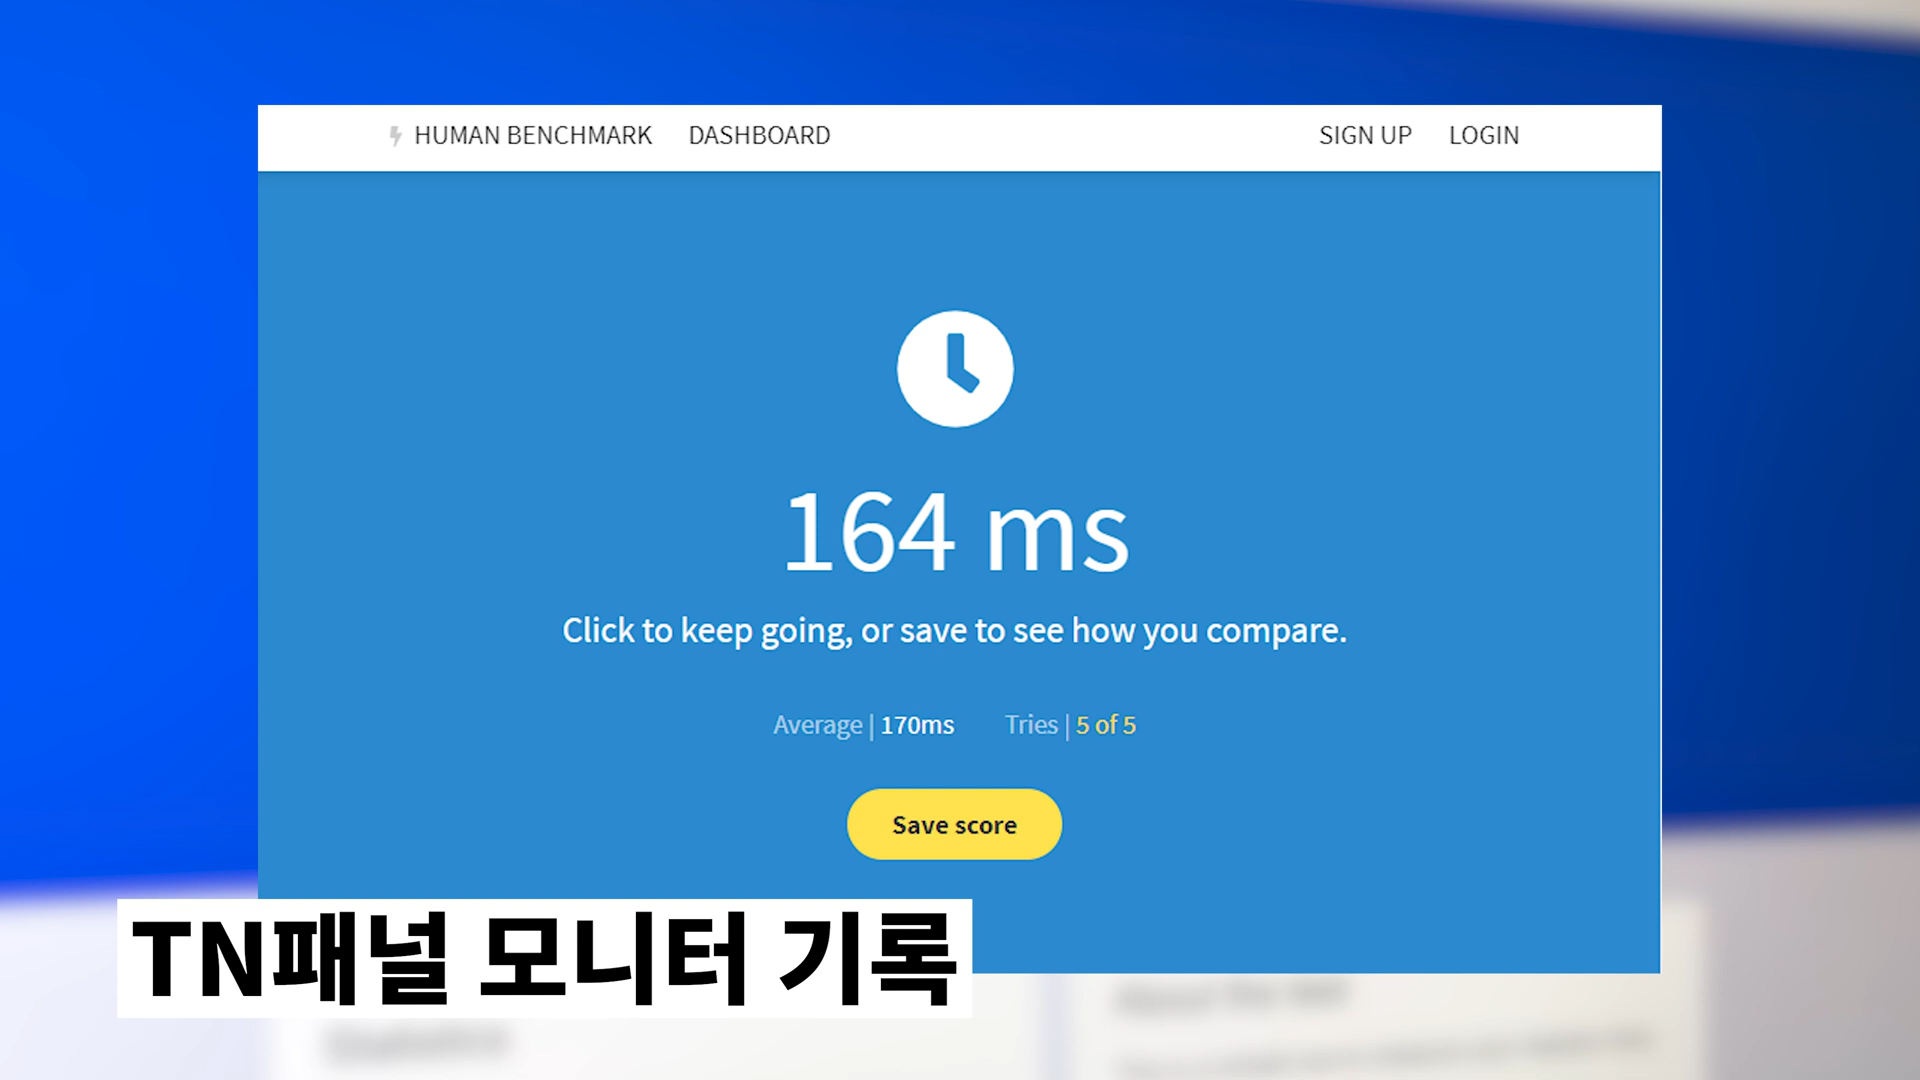 HUMAN BENCHMARK DASHBOARD SIGN UP LOGIN
164 ms
Click to keep going, or save to see how you compare.
Average | 170ms Tries | 5 of 5
Save score
TN패널 모니터 기록